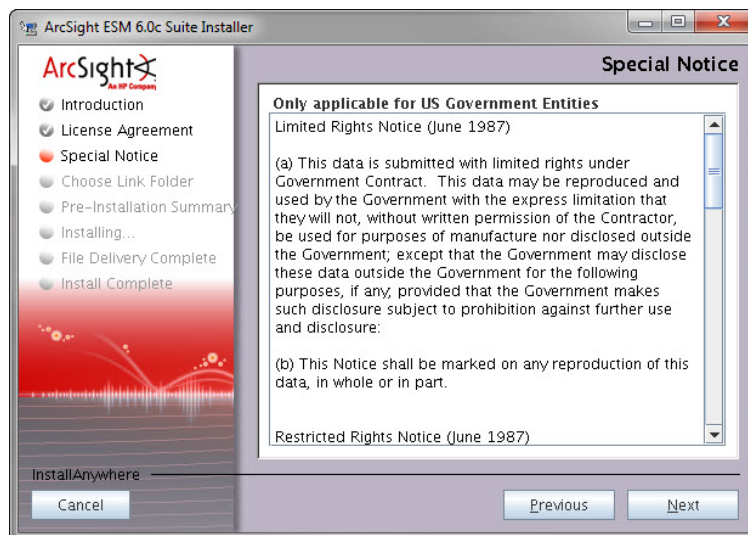 ArcSight ESM 6.0c Suite Installer
ArcSight
An HP Company
Introduction
License Agreement
Special Notice
Choose Link Folder
Pre-Installation Summary
Installing...
File Delivery Complete
Install Complete
Special Notice
Only applicable for US Government Entities
Limited Rights Notice (June 1987)
(a) This data is submitted with limited rights under
Government Contract.  This data may be reproduced and
used by the Government with the express limitation that
they will not, without written permission of the Contractor,
be used for purposes of manufacture nor disclosed outside
the Government; except that the Government may disclose
these data outside the Government for the following
purposes, if any; provided that the Government makes
such disclosure subject to prohibition against further use
and disclosure:
(b) This Notice shall be marked on any reproduction of this
data, in whole or in part.
Restricted Rights Notice (June 1987)
InstallAnywhere
Cancel
Previous
Next